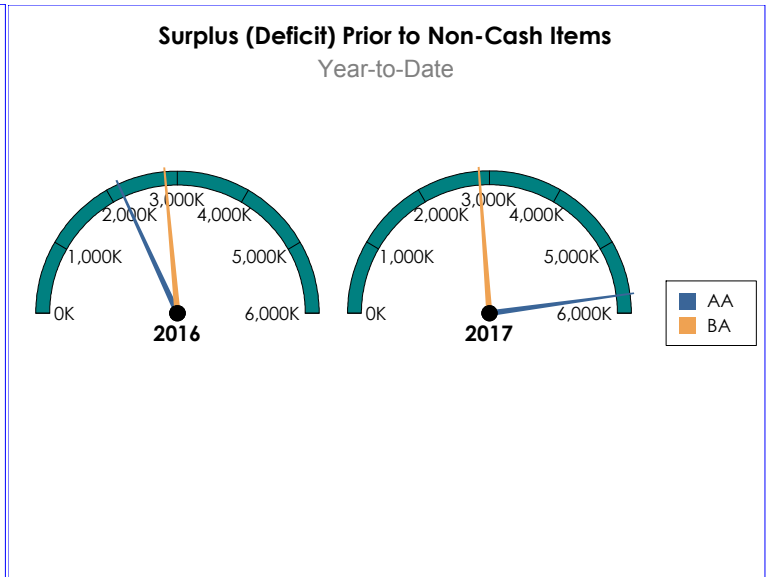 Surplus (Deficit) Prior to Non-Cash Items
Year-to-Date
0K
1,000K
2,000K
3,000K
4,000K
5,000K
6,000K
2016
0K
1,000K
2,000K
3,000K
4,000K
5,000K
6,000K
2017
AA
BA